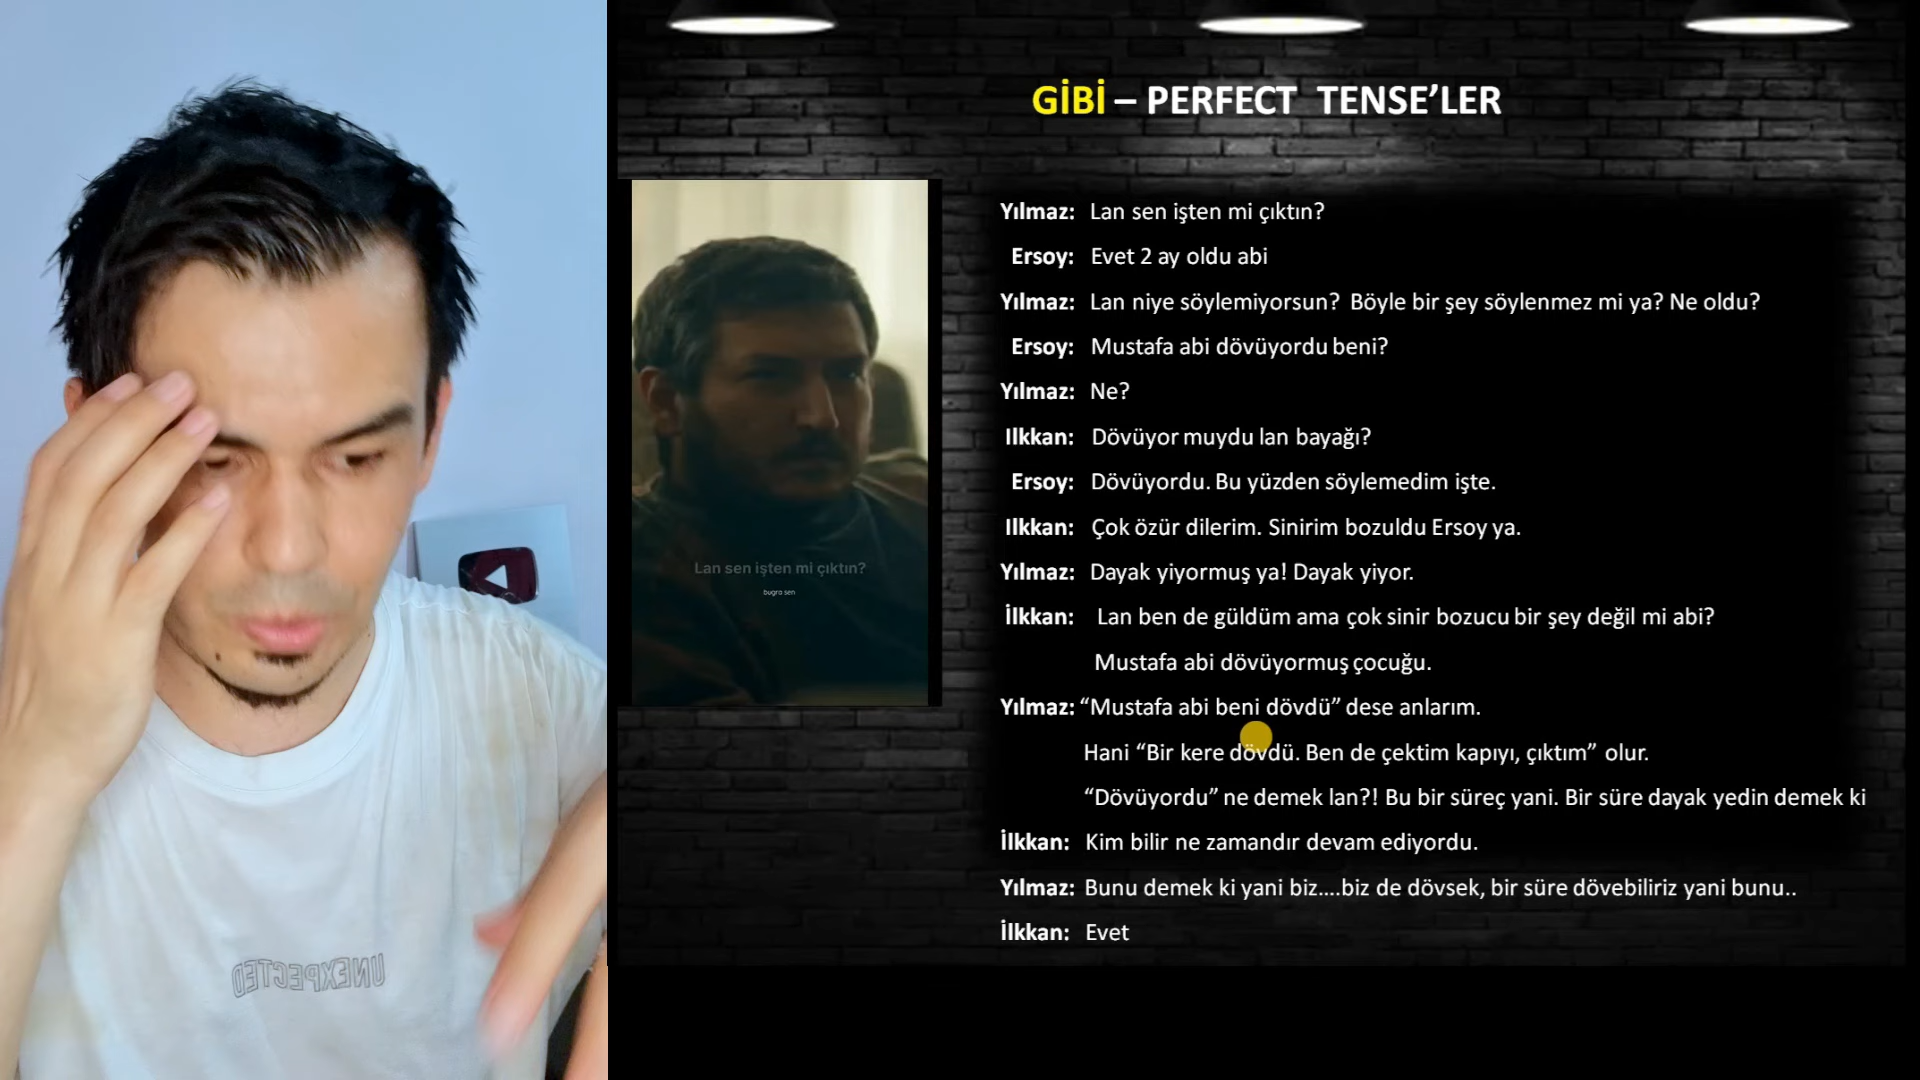 GİBİ – PERFECT TENSE’LER
Yılmaz: Lan sen işten mi çıktın?
Ersoy: Evet 2 ay oldu abi
Yılmaz: Lan niye söylemiyorsun? Böyle bir şey söylenmez mi ya? Ne oldu?
Ersoy: Mustafa abi dövüyordu beni?
Yılmaz: Ne?
Ilkkan: Dövüyor muydu lan bayağı?
Ersoy: Dövüyordu. Bu yüzden söylemedim işte.
Ilkkan: Çok özür dilerim. Sinirim bozuldu Ersoy ya.
Yılmaz: Dayak yiyormuş ya! Dayak yiyor.
İlkkan: Lan ben de güldüm ama çok sinir bozucu bir şey değil mi abi?
Mustafa abi dövüyormuş çocuğu.
Yılmaz: “Mustafa abi beni dövdü” dese anlarım.
Hani “Bir kere dövdü. Ben de çektim kapıyı, çıktım” olur.
“Dövüyordu” ne demek lan?! Bu bir süreç yani. Bir süre dayak yedin demek ki
İlkkan: Kim bilir ne zamandır devam ediyordu.
Yılmaz: Bunu demek ki yani biz....biz de dövsek, bir süre dövebiliriz yani bunu..
İlkkan: Evet
Lan sen işten mi çıktın?
bugra sen
UNEXPECTED